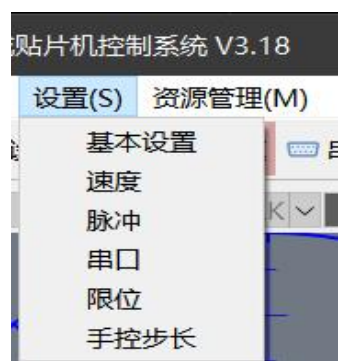 贴片机控制系统 V3.18
设置(S) 资源管理(M)
基本设置
速度
脉冲
串口
限位
手控步长